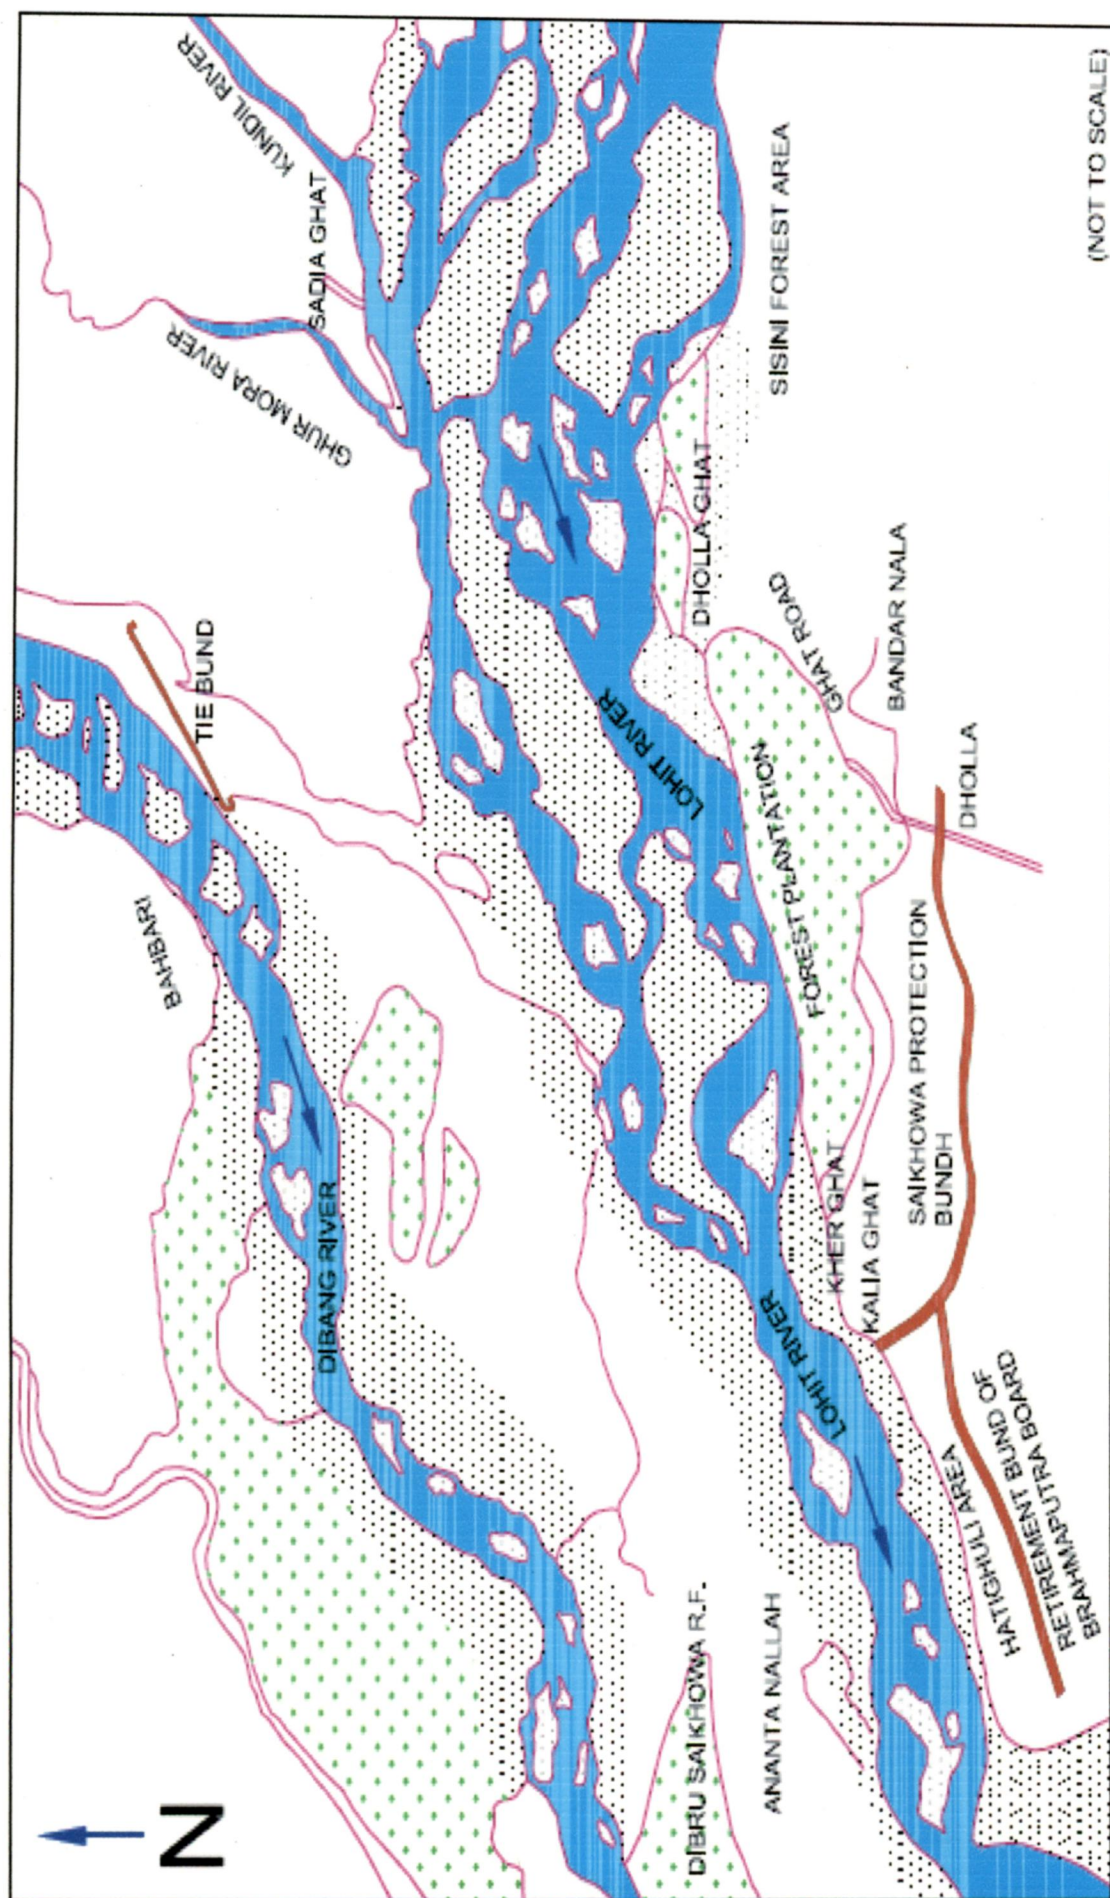 KUNDIL RIVER
SADIA GHAT
GHUR MORA RIVER
TIE BUND
BAHBARI
DIBANG RIVER
N
(NOT TO SCALE)
SISINI FOREST AREA
DHOLLA GHAT
LOHIT RIVER
GHAT ROAD
BANDAR NALA
DHOLLA
FOREST PLANTATION
SAIKHOWA PROTECTION
BUNDH
KHER GHAT
KALIA GHAT
LOHIT RIVER
HATIGHULI AREA
RETIREMENT BUND OF
BRAHMAPUTRA BOARD
DIBRU SAIKHOWA R.F.
ANANTA NALLAH